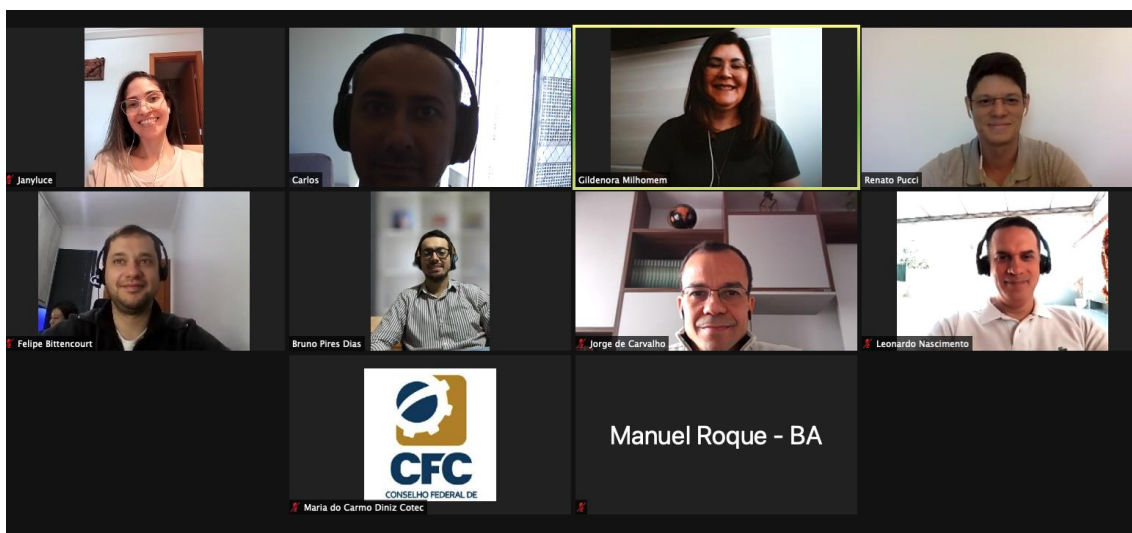 Janyluce
Carlos
Gildenora Milhomem
Renato Pucci
Felipe Bittencourt
Bruno Pires Dias
Jorge de Carvalho
Leonardo Nascimento
CFC
CONSELHO FEDERAL DE
Maria do Carmo Diniz Cotec
Manuel Roque - BA